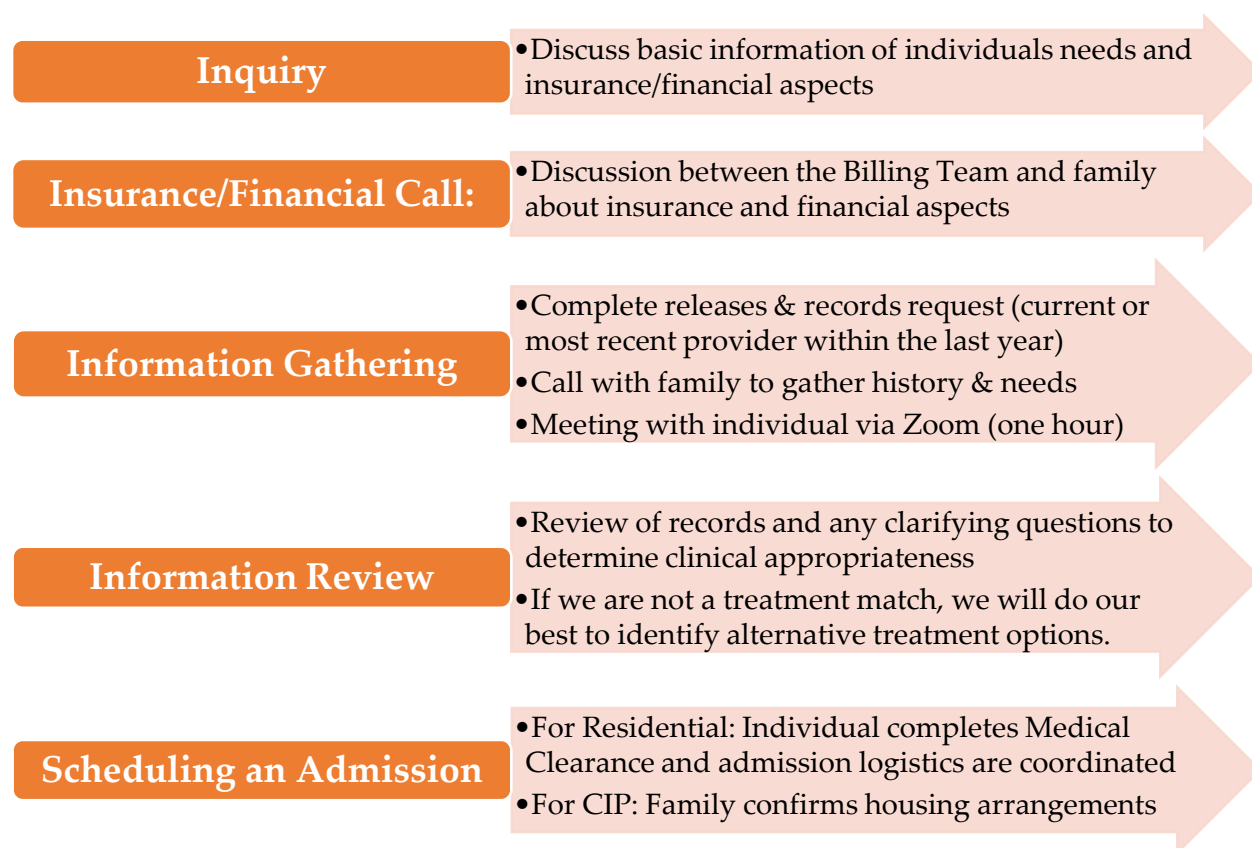 Inquiry
•Discuss basic information of individuals needs and
insurance/financial aspects
Insurance/Financial Call:
•Discussion between the Billing Team and family
about insurance and financial aspects
Information Gathering
•Complete releases & records request (current or
most recent provider within the last year)
•Call with family to gather history & needs
•Meeting with individual via Zoom (one hour)
Information Review
•Review of records and any clarifying questions to
determine clinical appropriateness
•If we are not a treatment match, we will do our
best to identify alternative treatment options.
Scheduling an Admission
•For Residential: Individual completes Medical
Clearance and admission logistics are coordinated
•For CIP: Family confirms housing arrangements